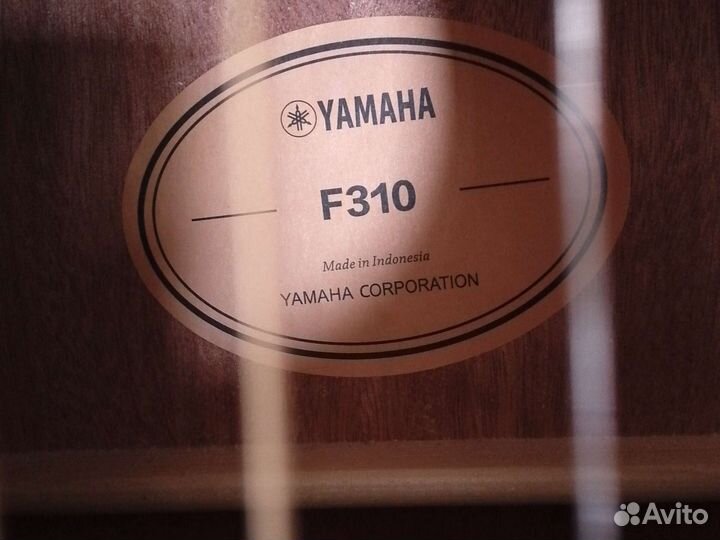 YAMAHA
F310
Made in Indonesia
YAMAHA CORPORATION
Avito